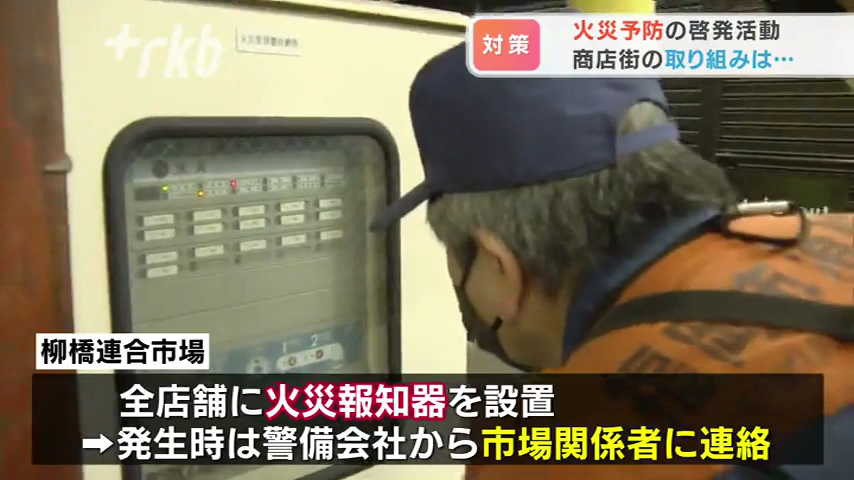 rkb
対策
火災予防の啓発活動
商店街の取り組みは…
柳橋連合市場
全店舗に火災報知器を設置
➡発生時は警備会社から市場関係者に連絡
1 2